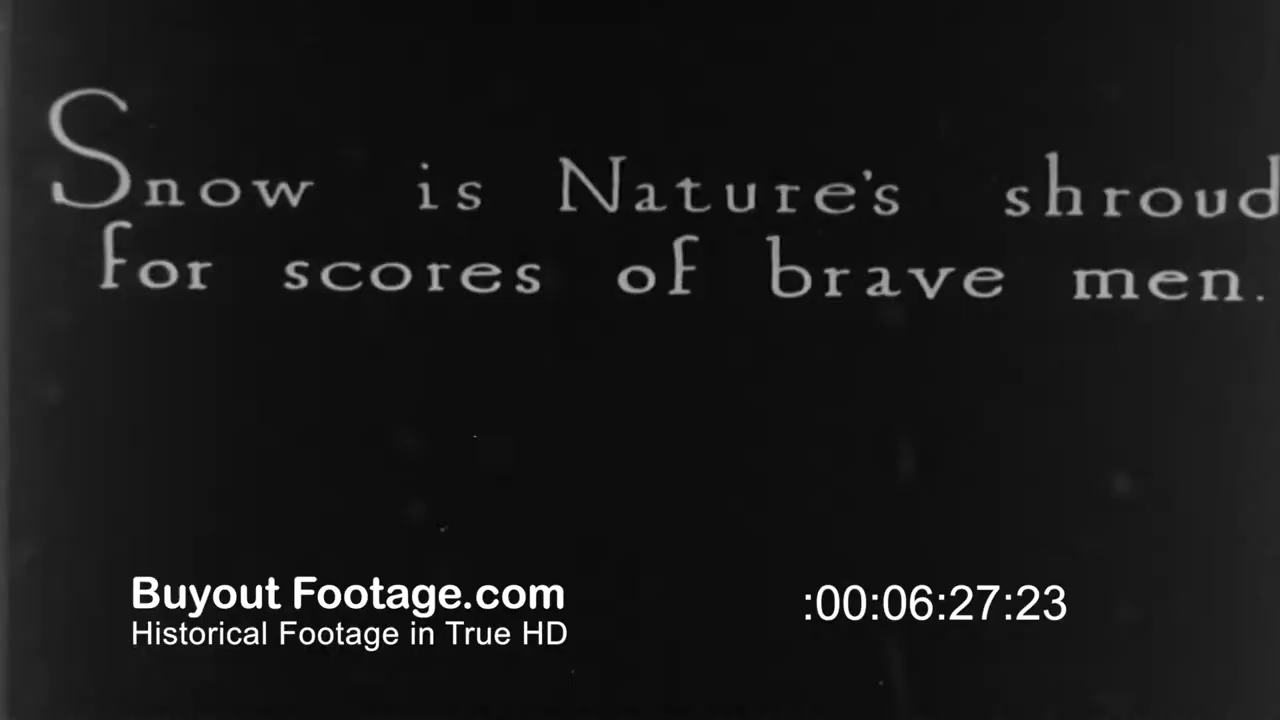 Snow is Nature's shroud
for scores of brave men.
Buyout Footage.com :00:06:27:23
Historical Footage in True HD